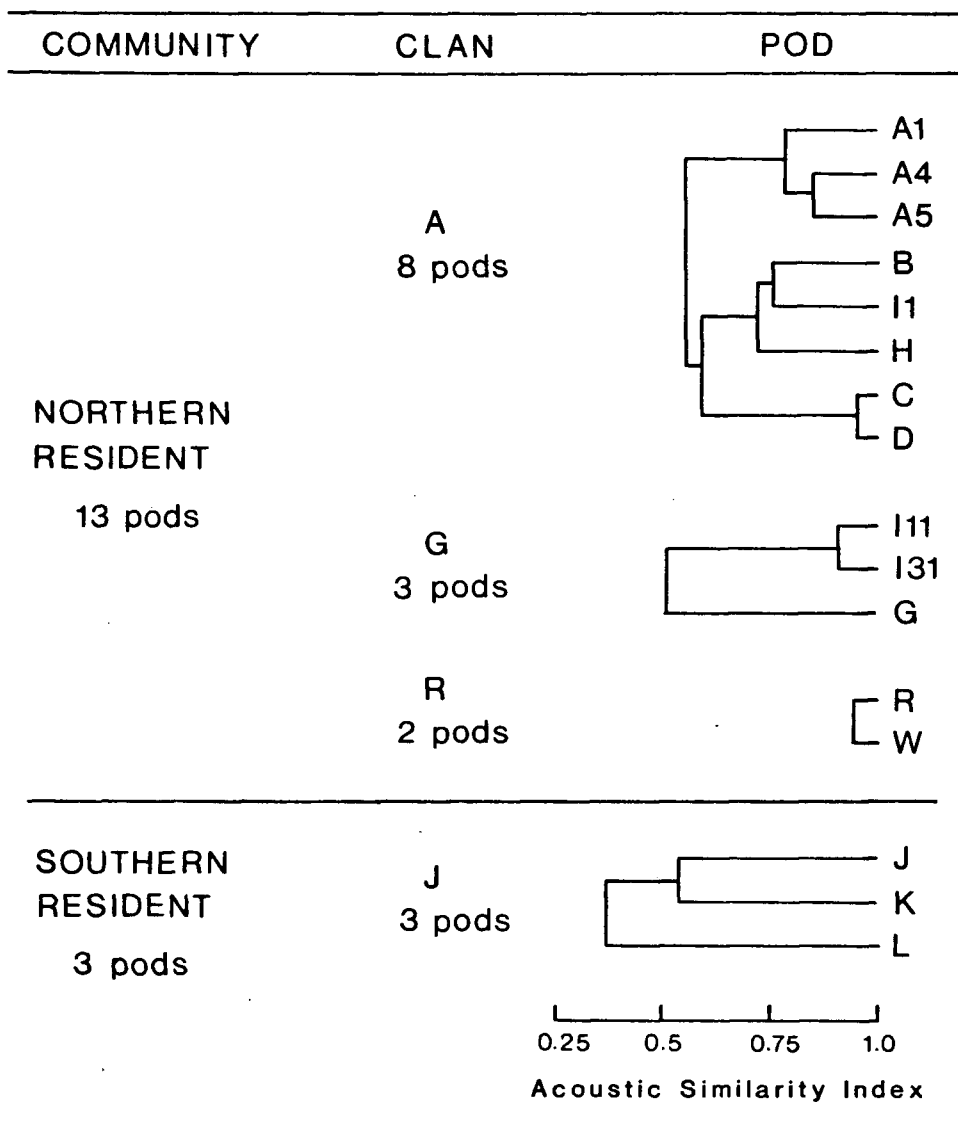 COMMUNITY CLAN POD
A1
A4
A5
A
8 pods
B
I1
H
C
D
NORTHERN
RESIDENT
13 pods
G
3 pods
I11
I31
G
R
2 pods
R
W
SOUTHERN
RESIDENT
3 pods
J
3 pods
J
K
L
0.25 0.5 0.75 1.0
Acoustic Similarity Index